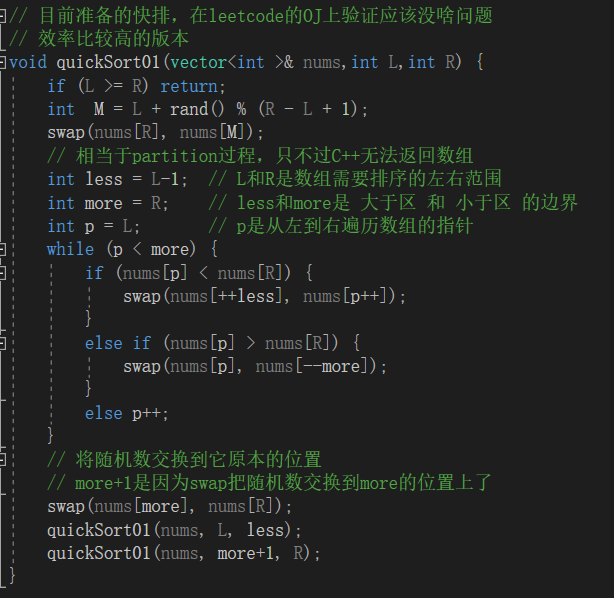 // 目前准备的快排，在leetcode的OJ上验证应该没啥问题
// 效率比较高的版本
void quickSort01(vector<int >& nums,int L,int R) {
    if (L >= R) return;
    int  M = L + rand() % (R - L + 1);
    swap(nums[R], nums[M]);
    // 相当于partition过程，只不过C++无法返回数组
    int less = L-1;  // L和R是数组需要排序的左右范围
    int more = R;    // less和more是 大于区 和 小于区 的边界
    int p = L;       // p是从左到右遍历数组的指针
    while (p < more) {
        if (nums[p] < nums[R]) {
            swap(nums[++less], nums[p++]);
        }
        else if (nums[p] > nums[R]) {
            swap(nums[p], nums[--more]);
        }
        else p++;
    }
    // 将随机数交换到它原本的位置
    // more+1是因为swap把随机数交换到more的位置上了
    swap(nums[more], nums[R]);
    quickSort01(nums, L, less);
    quickSort01(nums, more+1, R);
}